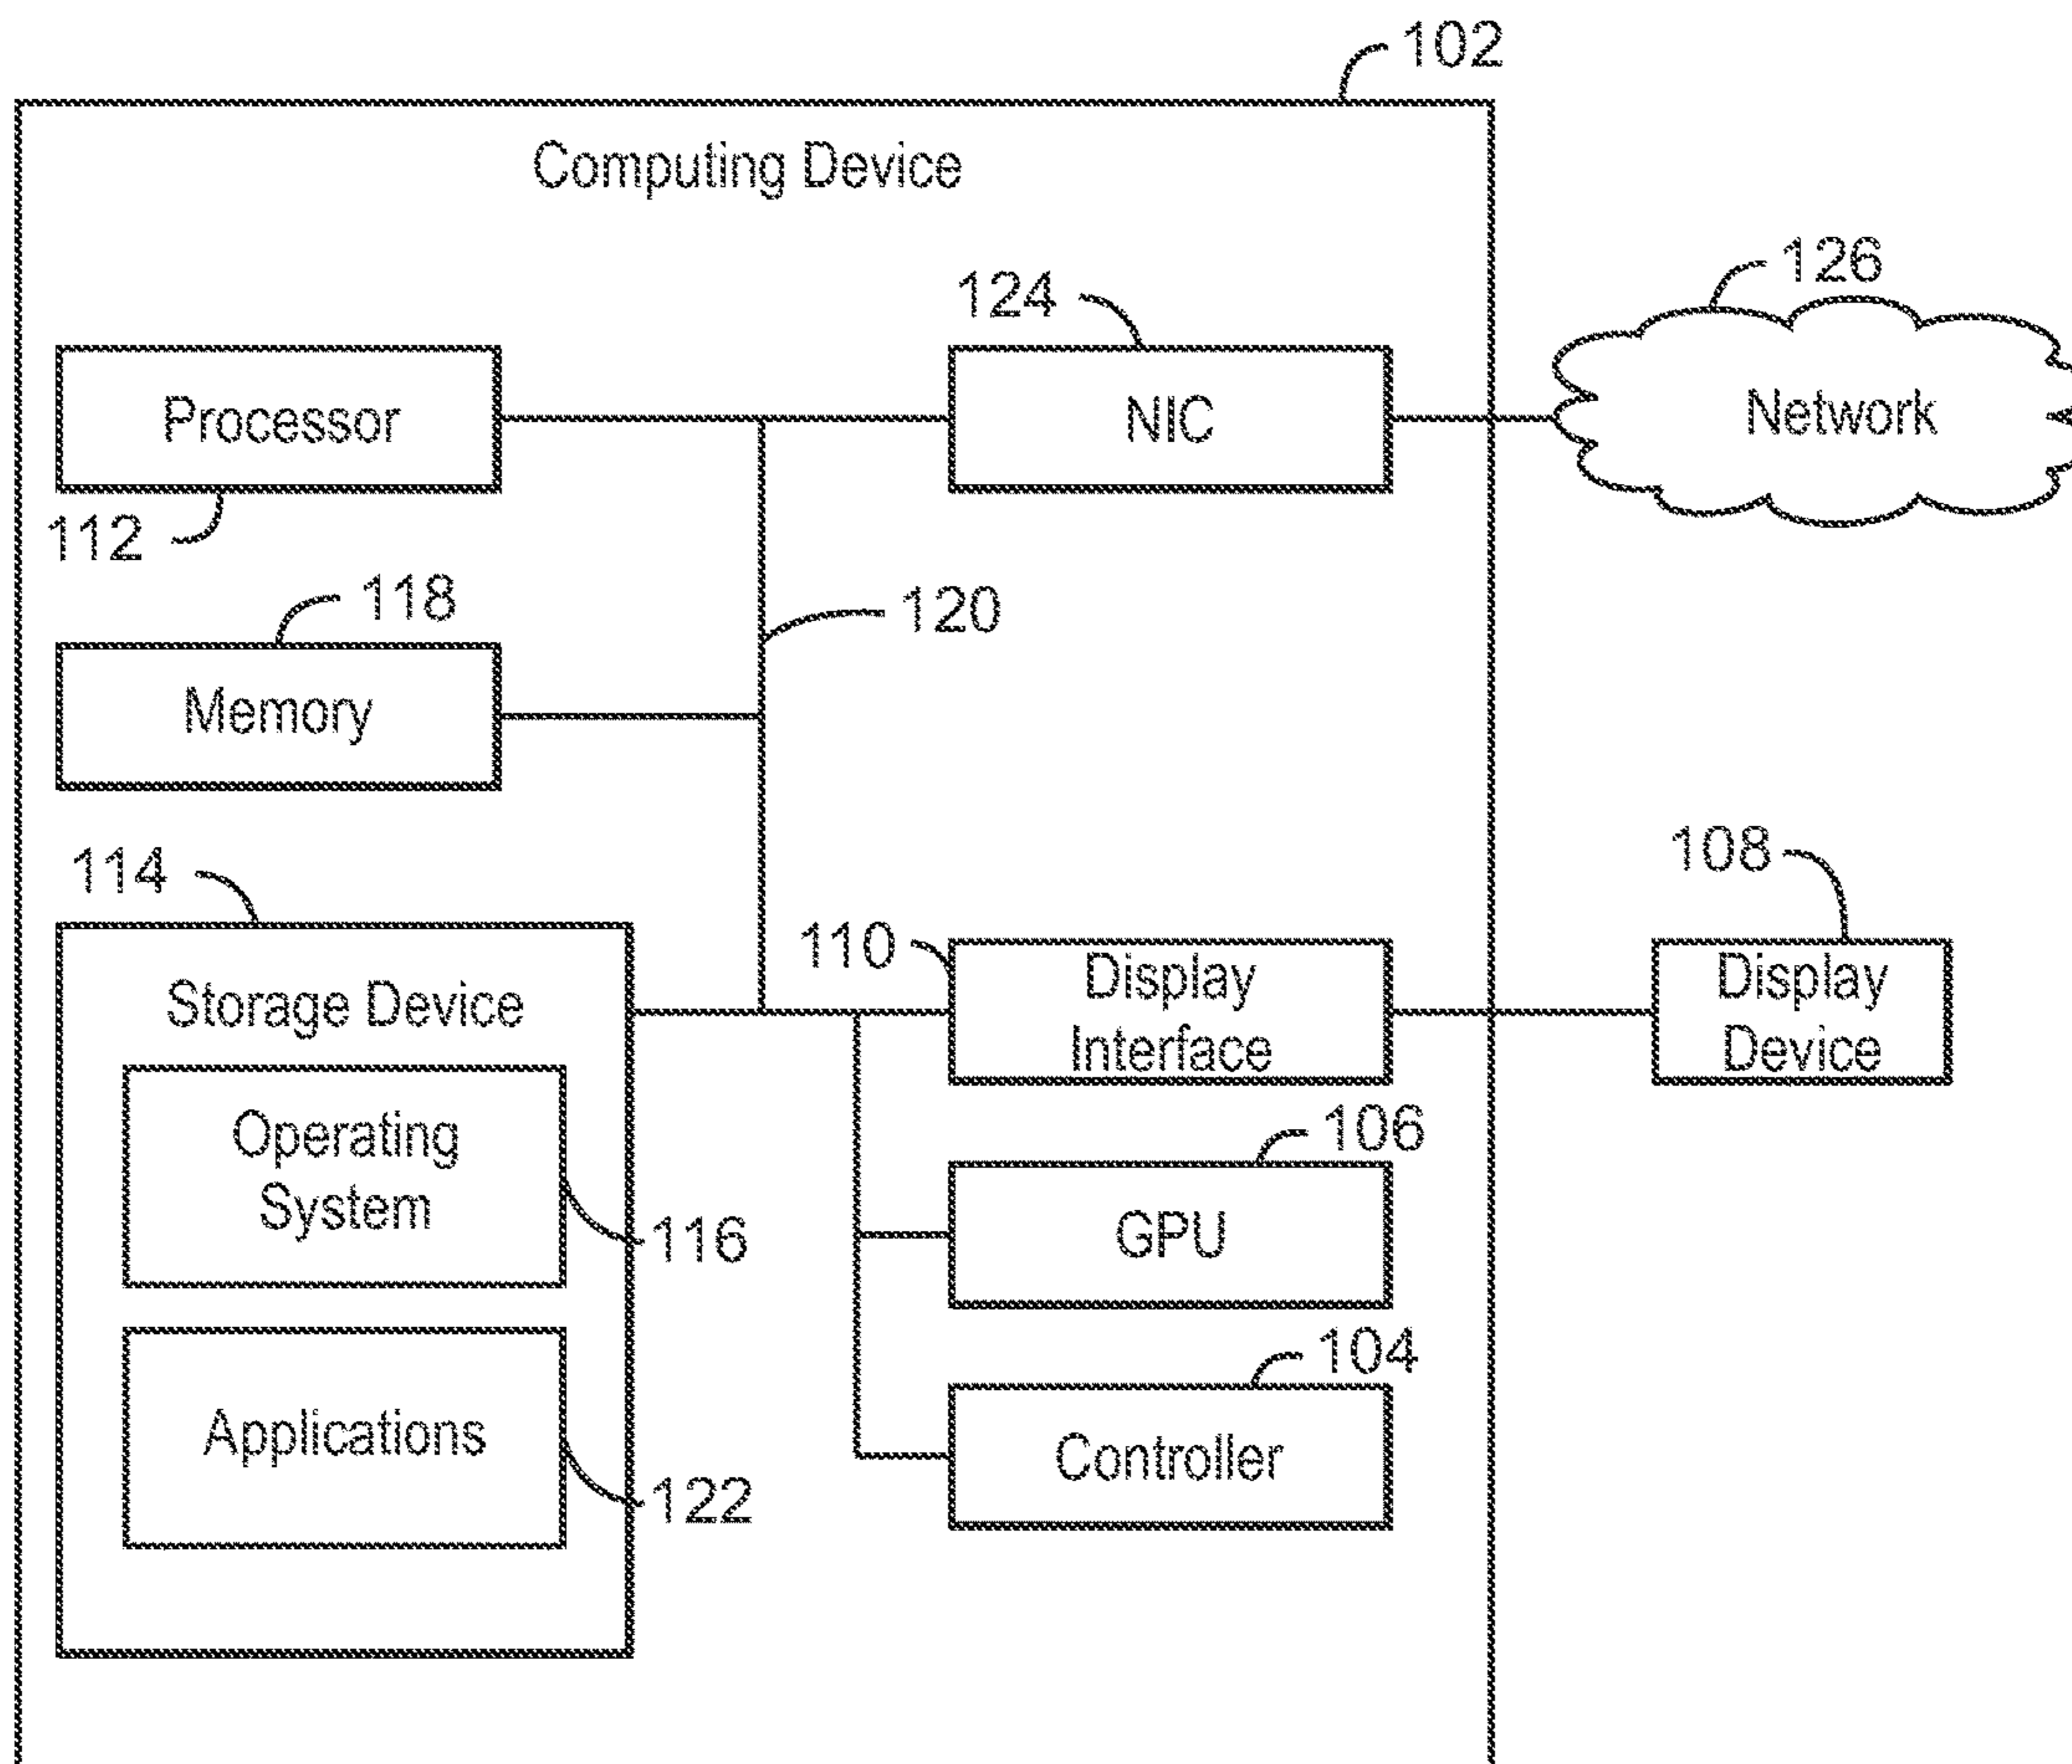 102
Computing Device
126
124
Processor
NIC
Network
112
118
120
Memory
108
114
110
Display
Interface
Display
Device
Storage Device
106
Operating
System
GPU
116
104
Applications
Controller
122